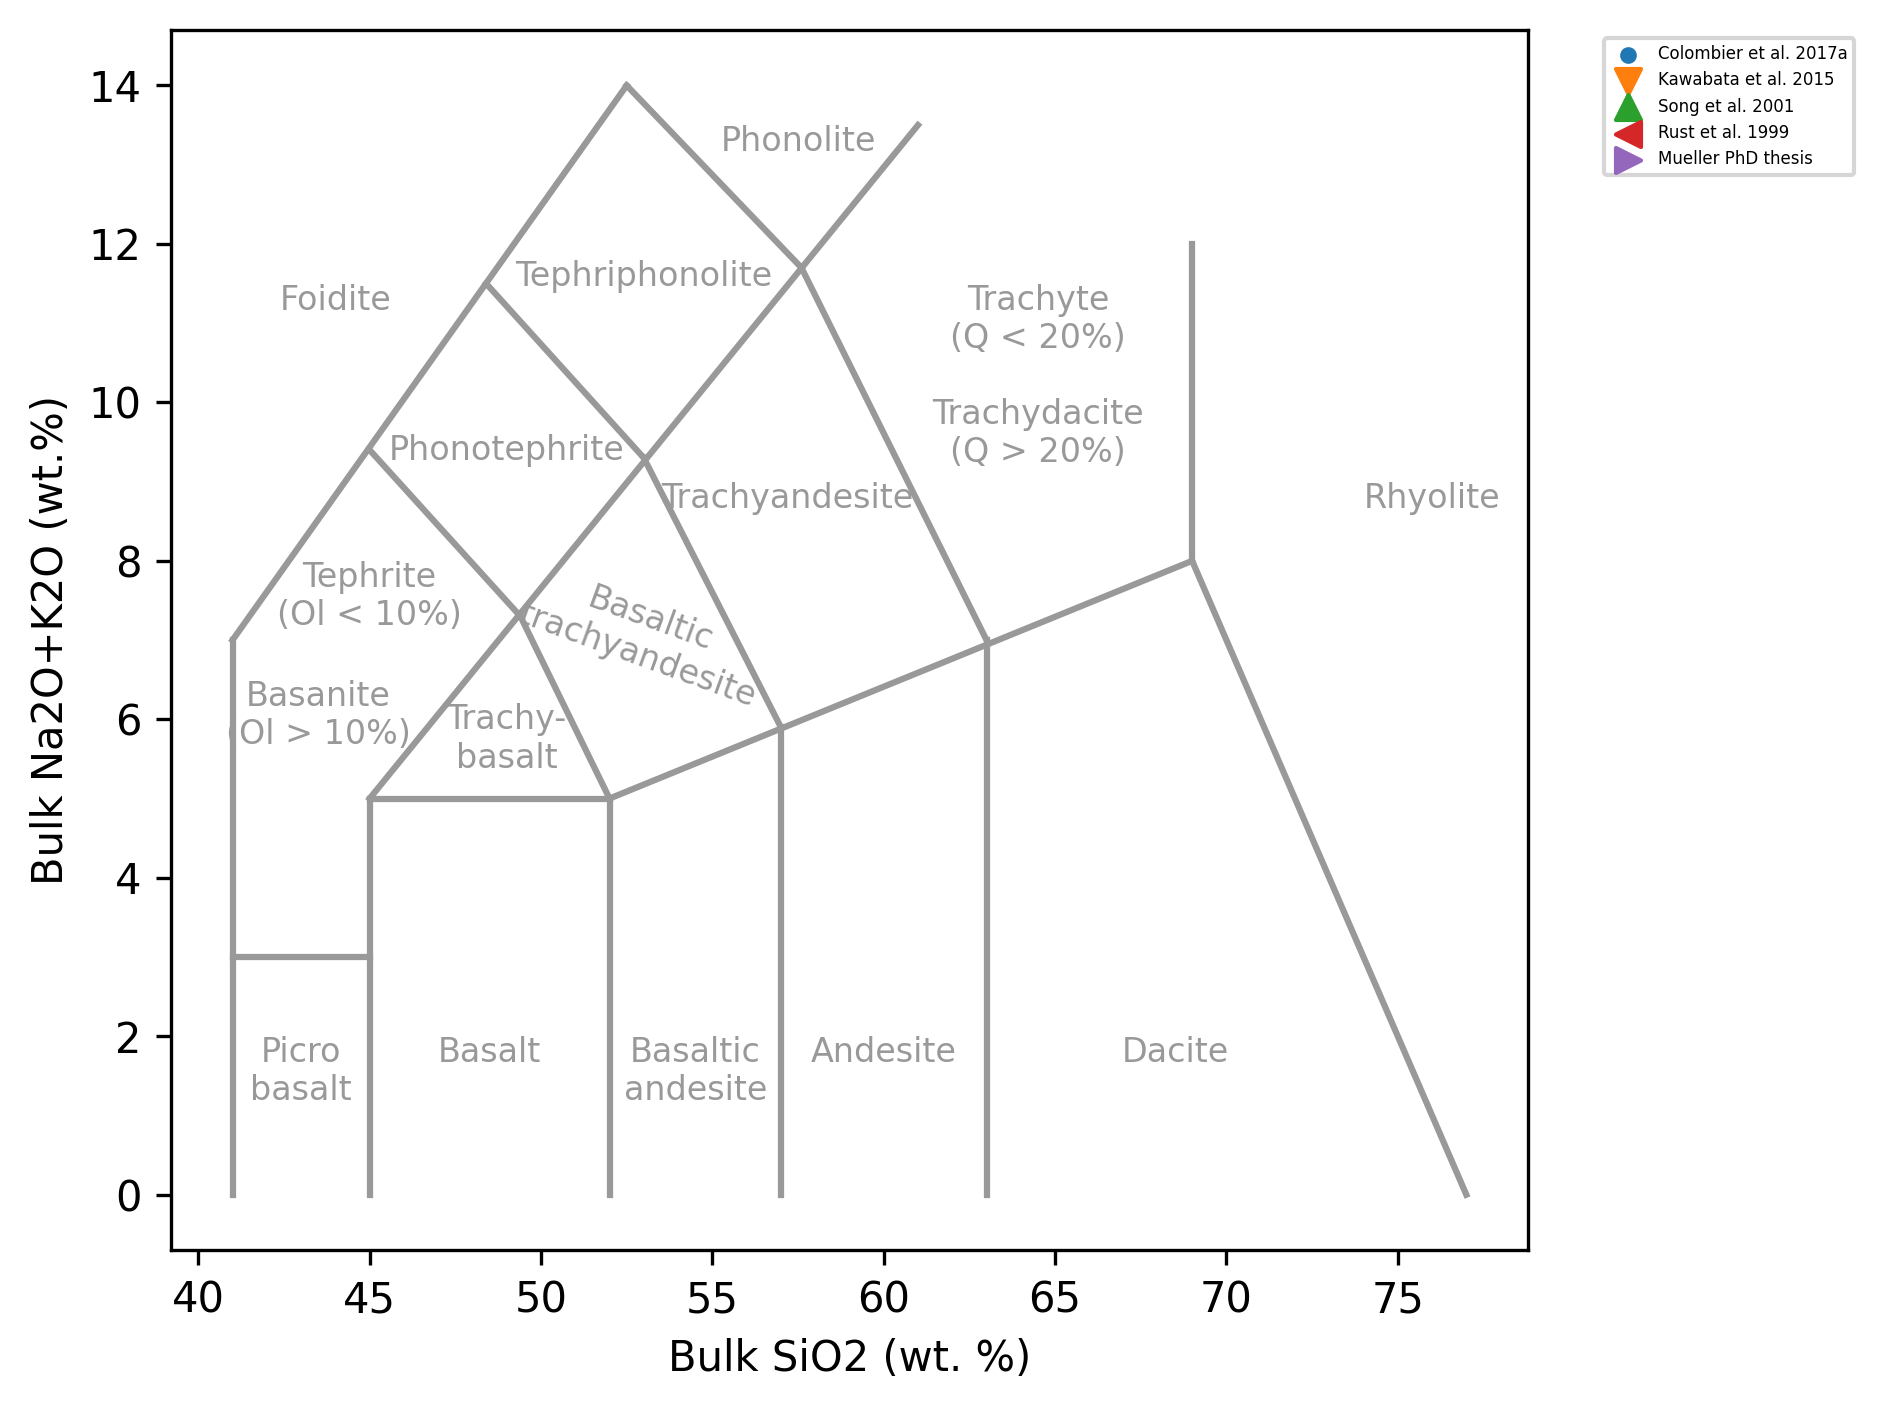 Colombier et al. 2017a
Kawabata et al. 2015
Song et al. 2001
Rust et al. 1999
Mueller PhD thesis
14
12
10
8
6
4
2
0
Bulk Na2O+K2O (wt.%)
Phonolite
Tephriphonolite
Foidite
Trachyte
(Q < 20%)
Trachydacite
(Q > 20%)
Phonotephrite
Trachyandesite
Rhyolite
Tephrite
(Ol < 10%)
Basaltic
trachyandesite
Basanite
(Ol > 10%)
Trachy-
basalt
Picro
basalt
Basalt
Basaltic
andesite
Andesite
Dacite
40
45
50
55
60
65
70
75
Bulk SiO2 (wt. %)